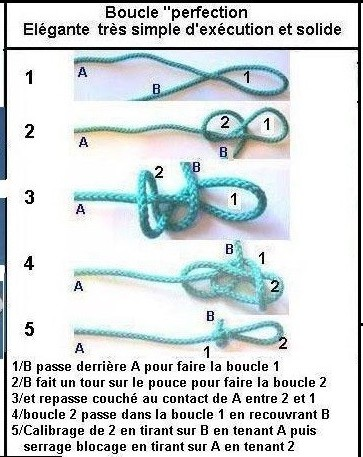 Boucle "perfection
Elégante très simple d'exécution et solide
1 A B 1
2 A B 2 1
3 A 2 B 1
4 A B 1 2
5 A B 1 2
1/B passe derrière A pour faire la boucle 1
2/B fait un tour sur le pouce pour faire la boucle 2
3/et repasse couché au contact de A entre 2 et 1
4/boucle 2 passe dans la boucle 1 en recouvrant B
5/Calibrage de 2 en tirant sur B en tenant A puis
serrage blocage en tirant sur A en tenant 2